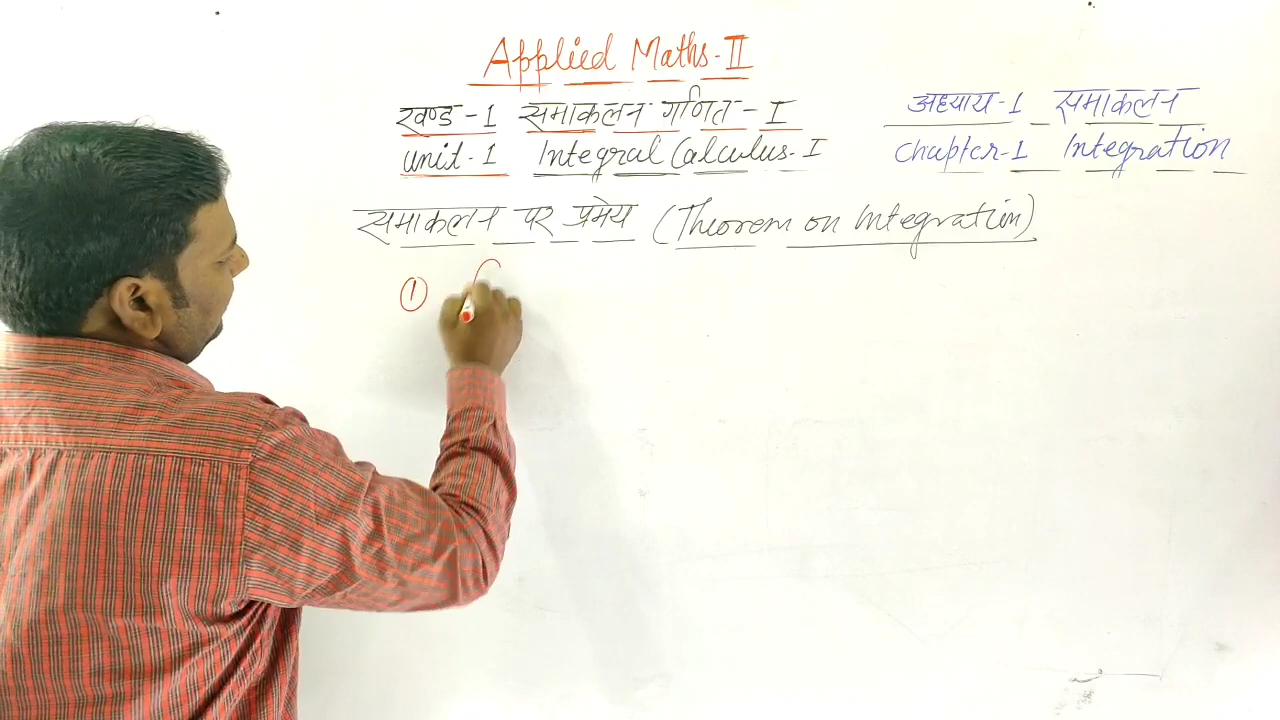 Applied Maths-II
खण्ड-1 समाकलन गणित-I
unit-1 Integral Calculus-I
अध्याय-1 समाकलन
chapter-1 Integration
समाकलन पर प्रमेय (Theorem on Integration)
① ∫